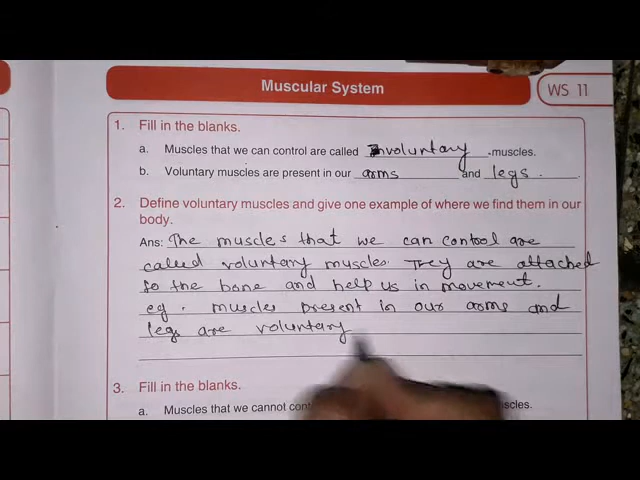 Muscular System
WS 11
1. Fill in the blanks.
a. Muscles that we can control are called voluntary muscles.
b. Voluntary muscles are present in our arms and legs.
2. Define voluntary muscles and give one example of where we find them in our
body.
Ans: The muscles that we can control are
called voluntary muscles. They are attached
to the bone and help us in movement.
eg. muscles present in our arms and
legs are voluntary
3. Fill in the blanks.
a. Muscles that we cannot cont